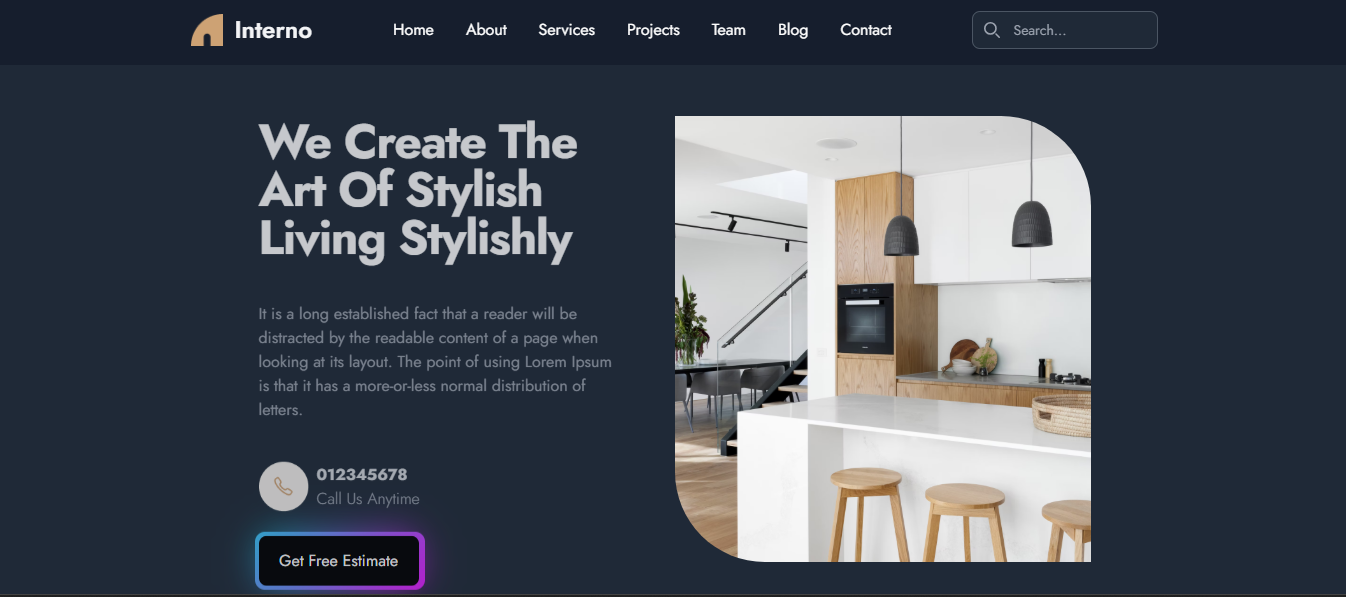 Interno
Home About Services Projects Team Blog Contact
Search...
We Create The
Art Of Stylish
Living Stylishly
It is a long established fact that a reader will be
distracted by the readable content of a page when
looking at its layout. The point of using Lorem Ipsum
is that it has a more-or-less normal distribution of
letters.
012345678
Call Us Anytime
Get Free Estimate